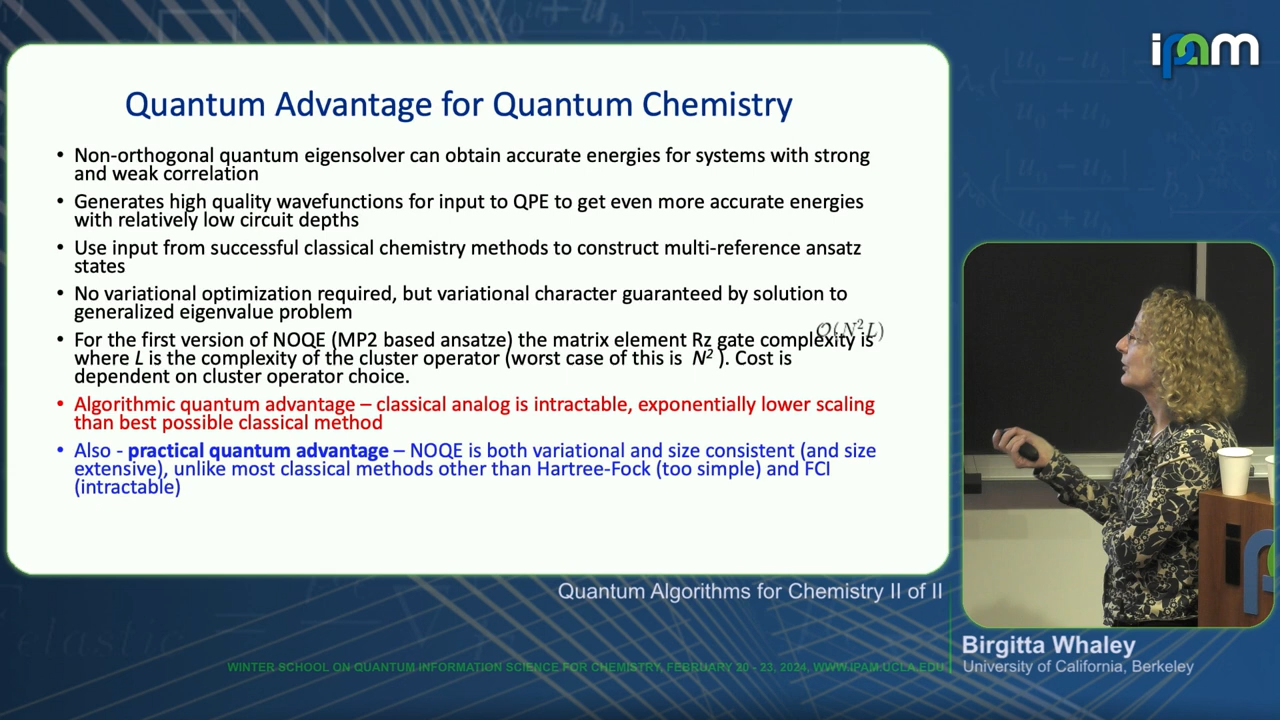 ipam
Quantum Advantage for Quantum Chemistry
• Non-orthogonal quantum eigensolver can obtain accurate energies for systems with strong
and weak correlation
• Generates high quality wavefunctions for input to QPE to get even more accurate energies
with relatively low circuit depths
• Use input from successful classical chemistry methods to construct multi-reference ansatz
states
• No variational optimization required, but variational character guaranteed by solution to
generalized eigenvalue problem
• For the first version of NOQE (MP2 based ansatze) the matrix element Rz gate complexity is O(N²L)
where L is the complexity of the cluster operator (worst case of this is N² ). Cost is
dependent on cluster operator choice.
• Algorithmic quantum advantage – classical analog is intractable, exponentially lower scaling
than best possible classical method
• Also - practical quantum advantage – NOQE is both variational and size consistent (and size
extensive), unlike most classical methods other than Hartree-Fock (too simple) and FCI
(intractable)
Quantum Algorithms for Chemistry II of II
Birgitta Whaley
University of California, Berkeley
WINTER SCHOOL ON QUANTUM INFORMATION SCIENCE FOR CHEMISTRY, FEBRUARY 20 - 23, 2024, WWW.IPAM.UCLA.EDU
elastic